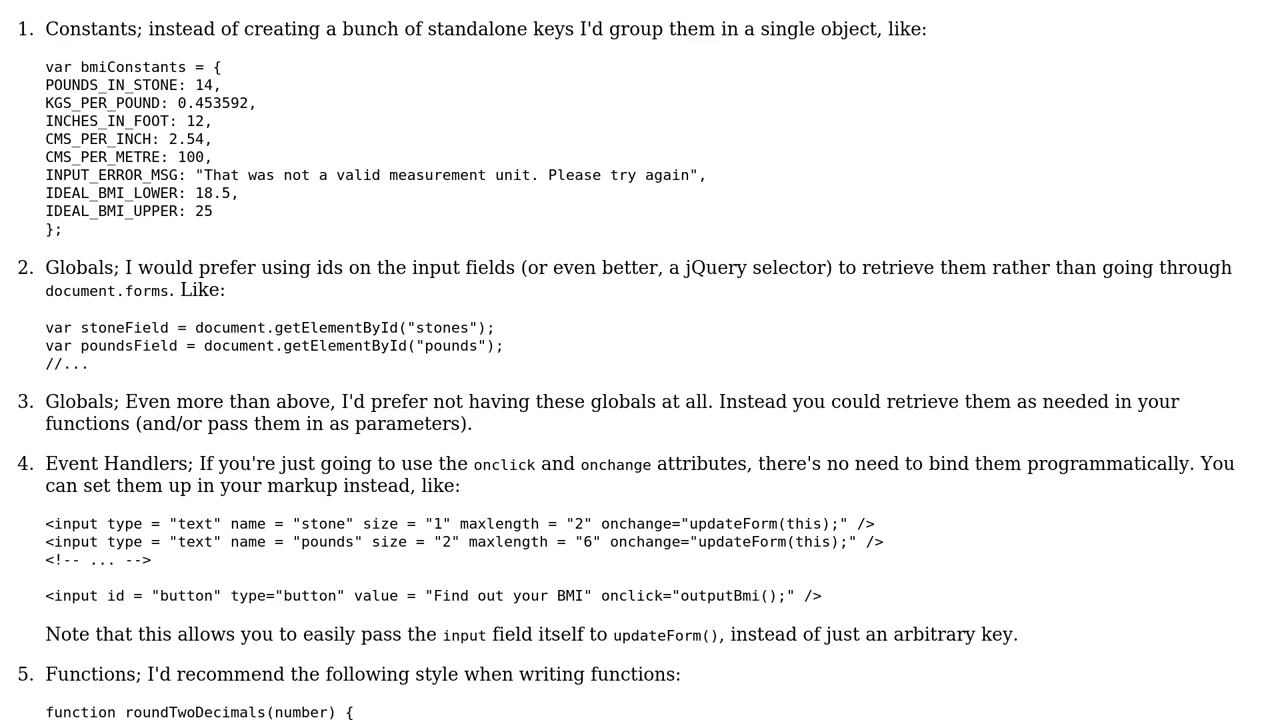 1. Constants; instead of creating a bunch of standalone keys I'd group them in a single object, like:
var bmiConstants = {
POUNDS_IN_STONE: 14,
KGS_PER_POUND: 0.453592,
INCHES_IN_FOOT: 12,
CMS_PER_INCH: 2.54,
CMS_PER_METRE: 100,
INPUT_ERROR_MSG: "That was not a valid measurement unit. Please try again",
IDEAL_BMI_LOWER: 18.5,
IDEAL_BMI_UPPER: 25
};
2. Globals; I would prefer using ids on the input fields (or even better, a jQuery selector) to retrieve them rather than going through
document.forms. Like:
var stoneField = document.getElementById("stones");
var poundsField = document.getElementById("pounds");
//...
3. Globals; Even more than above, I'd prefer not having these globals at all. Instead you could retrieve them as needed in your
functions (and/or pass them in as parameters).
4. Event Handlers; If you're just going to use the onclick and onchange attributes, there's no need to bind them programmatically. You
can set them up in your markup instead, like:
<input type = "text" name = "stone" size = "1" maxlength = "2" onchange="updateForm(this);" />
<input type = "text" name = "pounds" size = "2" maxlength = "6" onchange="updateForm(this);" />
<!-- ... -->
<input id = "button" type="button" value = "Find out your BMI" onclick="outputBmi();" />
Note that this allows you to easily pass the input field itself to updateForm(), instead of just an arbitrary key.
5. Functions; I'd recommend the following style when writing functions:
function roundTwoDecimals(number) {